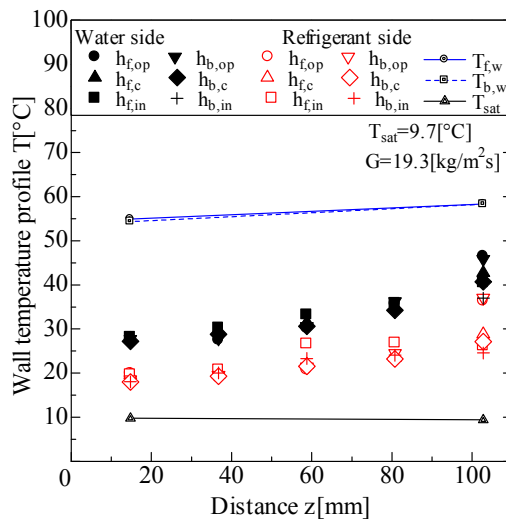 Water side Refrigerant side
h_f,op h_b,op h_f,op h_b,op T_f,w
h_f,c h_b,c h_f,c h_b,c T_b,w
h_f,in h_b,in h_f,in h_b,in T_sat
T_sat=9.7[°C]
G=19.3[kg/m²s]
Wall temperature profile T[°C]
100
90
80
70
60
50
40
30
20
10
0
20 40 60 80 100
Distance z[mm]